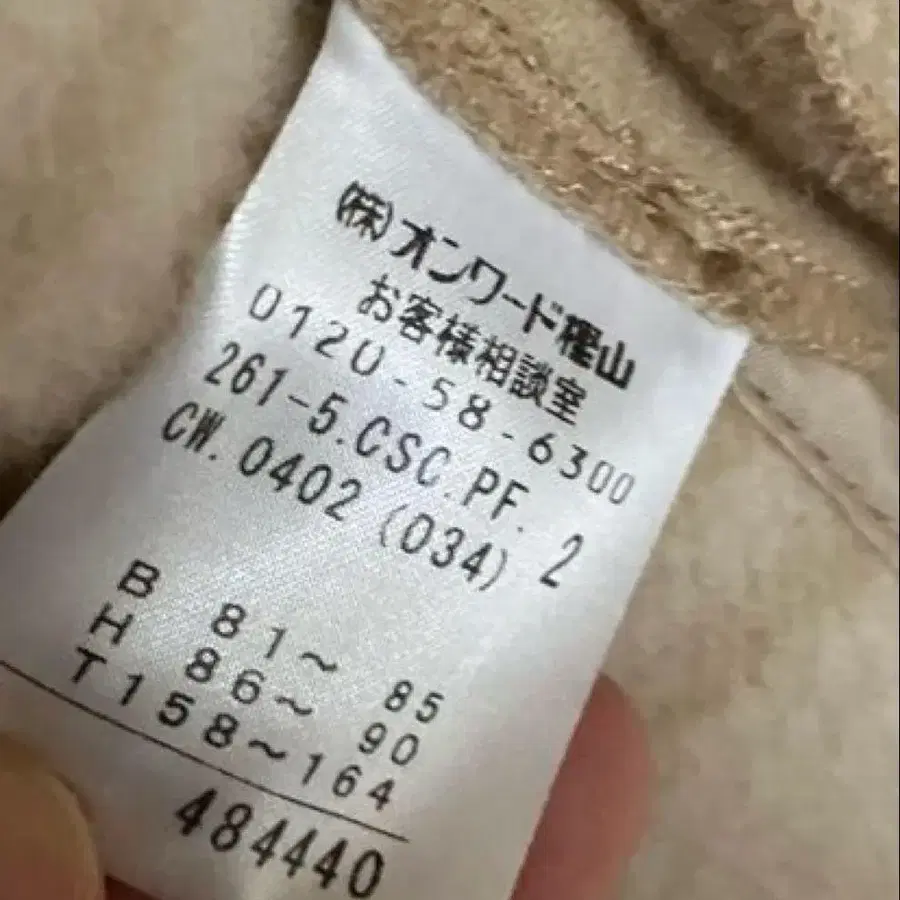 (株)オンワード樫山
お客様相談室
0120-58-6300
261-5.CSC.PF. 2
CW.0402 (034)
B 81~ 85
H 86~ 90
T158~164
484440